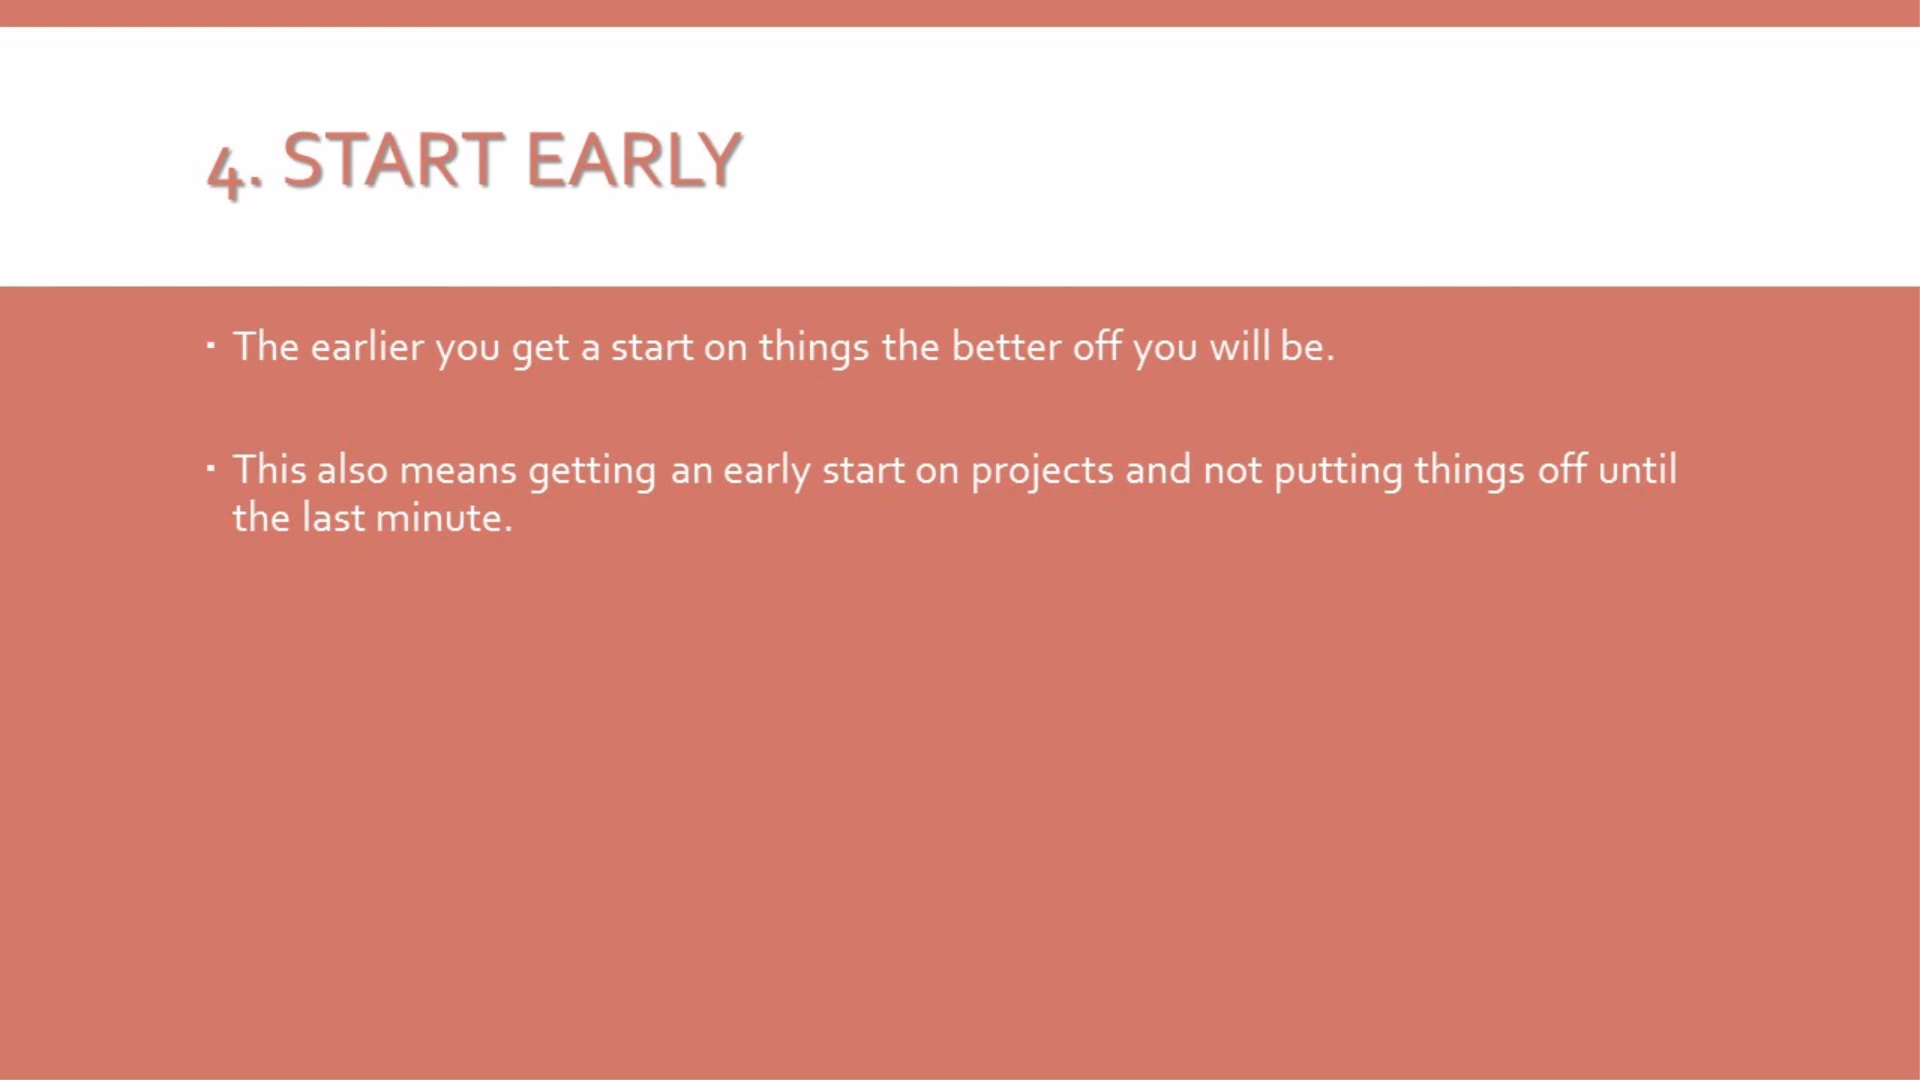 4. START EARLY
▪ The earlier you get a start on things the better off you will be.
▪ This also means getting an early start on projects and not putting things off until
the last minute.